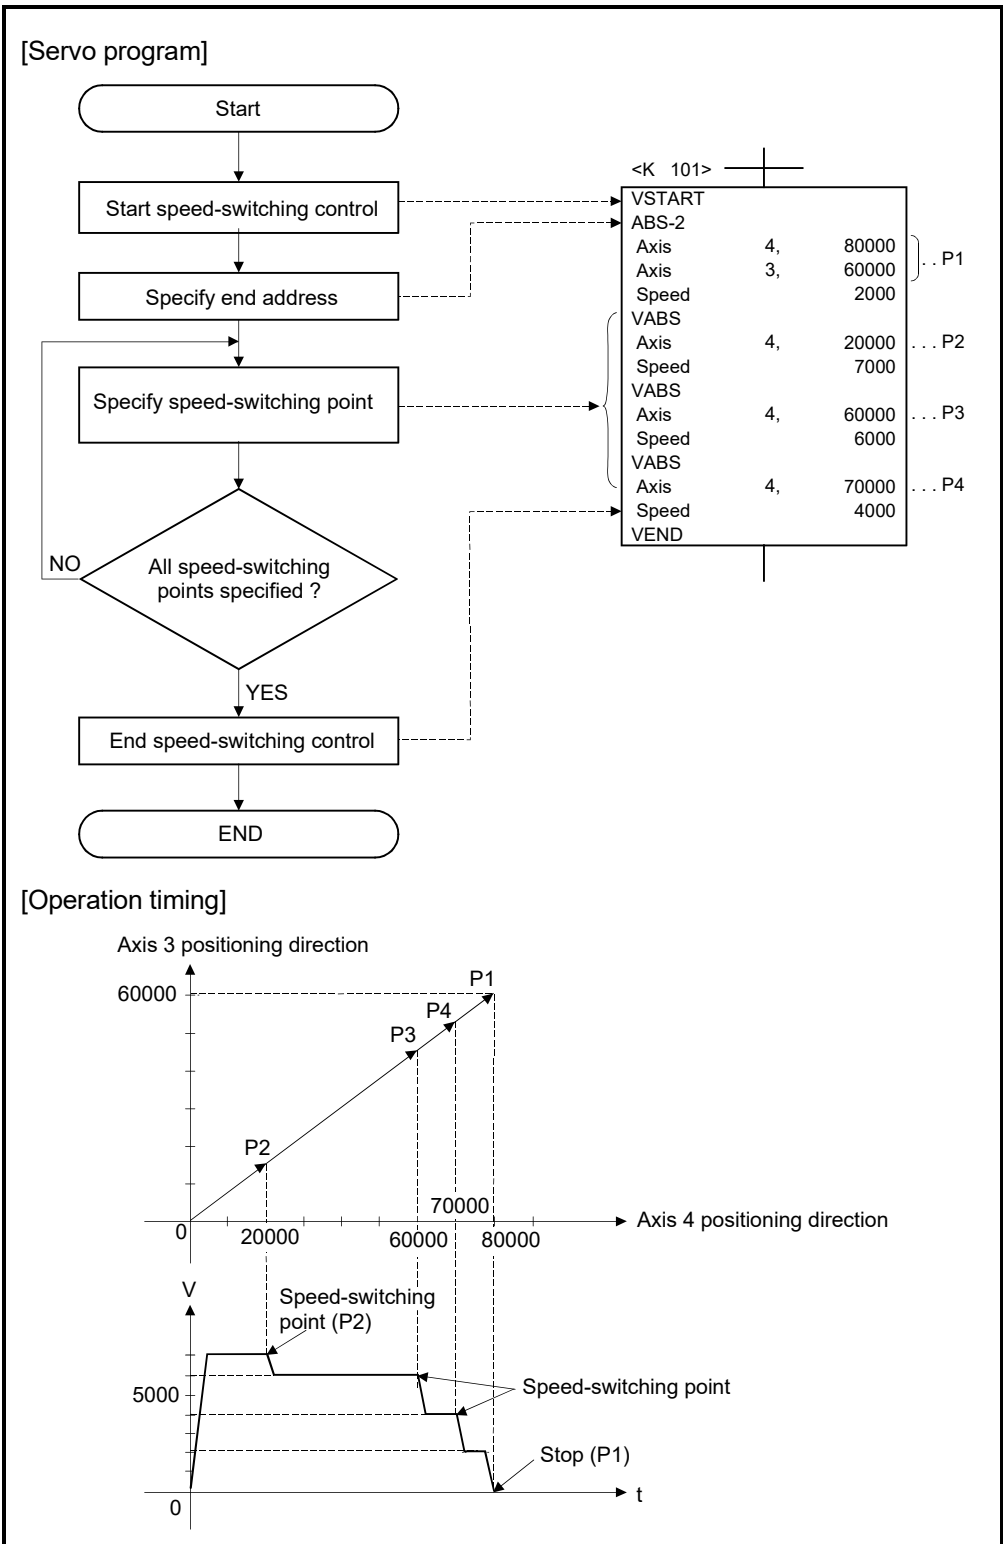 [Servo program]
Start
Start speed-switching control
Specify end address
Specify speed-switching point
NO
All speed-switching
points specified ?
YES
End speed-switching control
END
<K 101>
VSTART
ABS-2
Axis 4, 80000
Axis 3, 60000
. . P1
Speed 2000
VABS
Axis 4, 20000 . . . P2
Speed 7000
VABS
Axis 4, 60000 . . . P3
Speed 6000
VABS
Axis 4, 70000 . . . P4
Speed 4000
VEND
[Operation timing]
Axis 3 positioning direction
60000
P1
P4
P3
P2
70000
0
20000
60000
80000
Axis 4 positioning direction
V
Speed-switching
point (P2)
5000
Speed-switching point
Stop (P1)
0
t